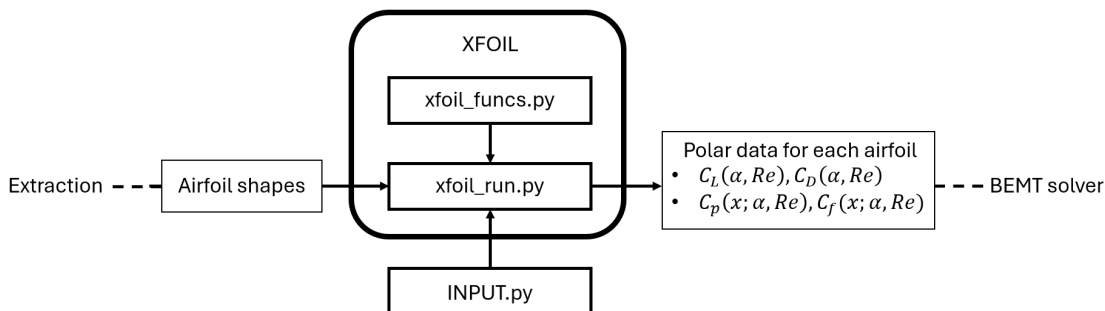 XFOIL
xfoil_funcs.py
Extraction
Airfoil shapes
xfoil_run.py
Polar data for each airfoil
• C_L(α, Re), C_D(α, Re)
• C_p(x; α, Re), C_f(x; α, Re)
BEMT solver
INPUT.py